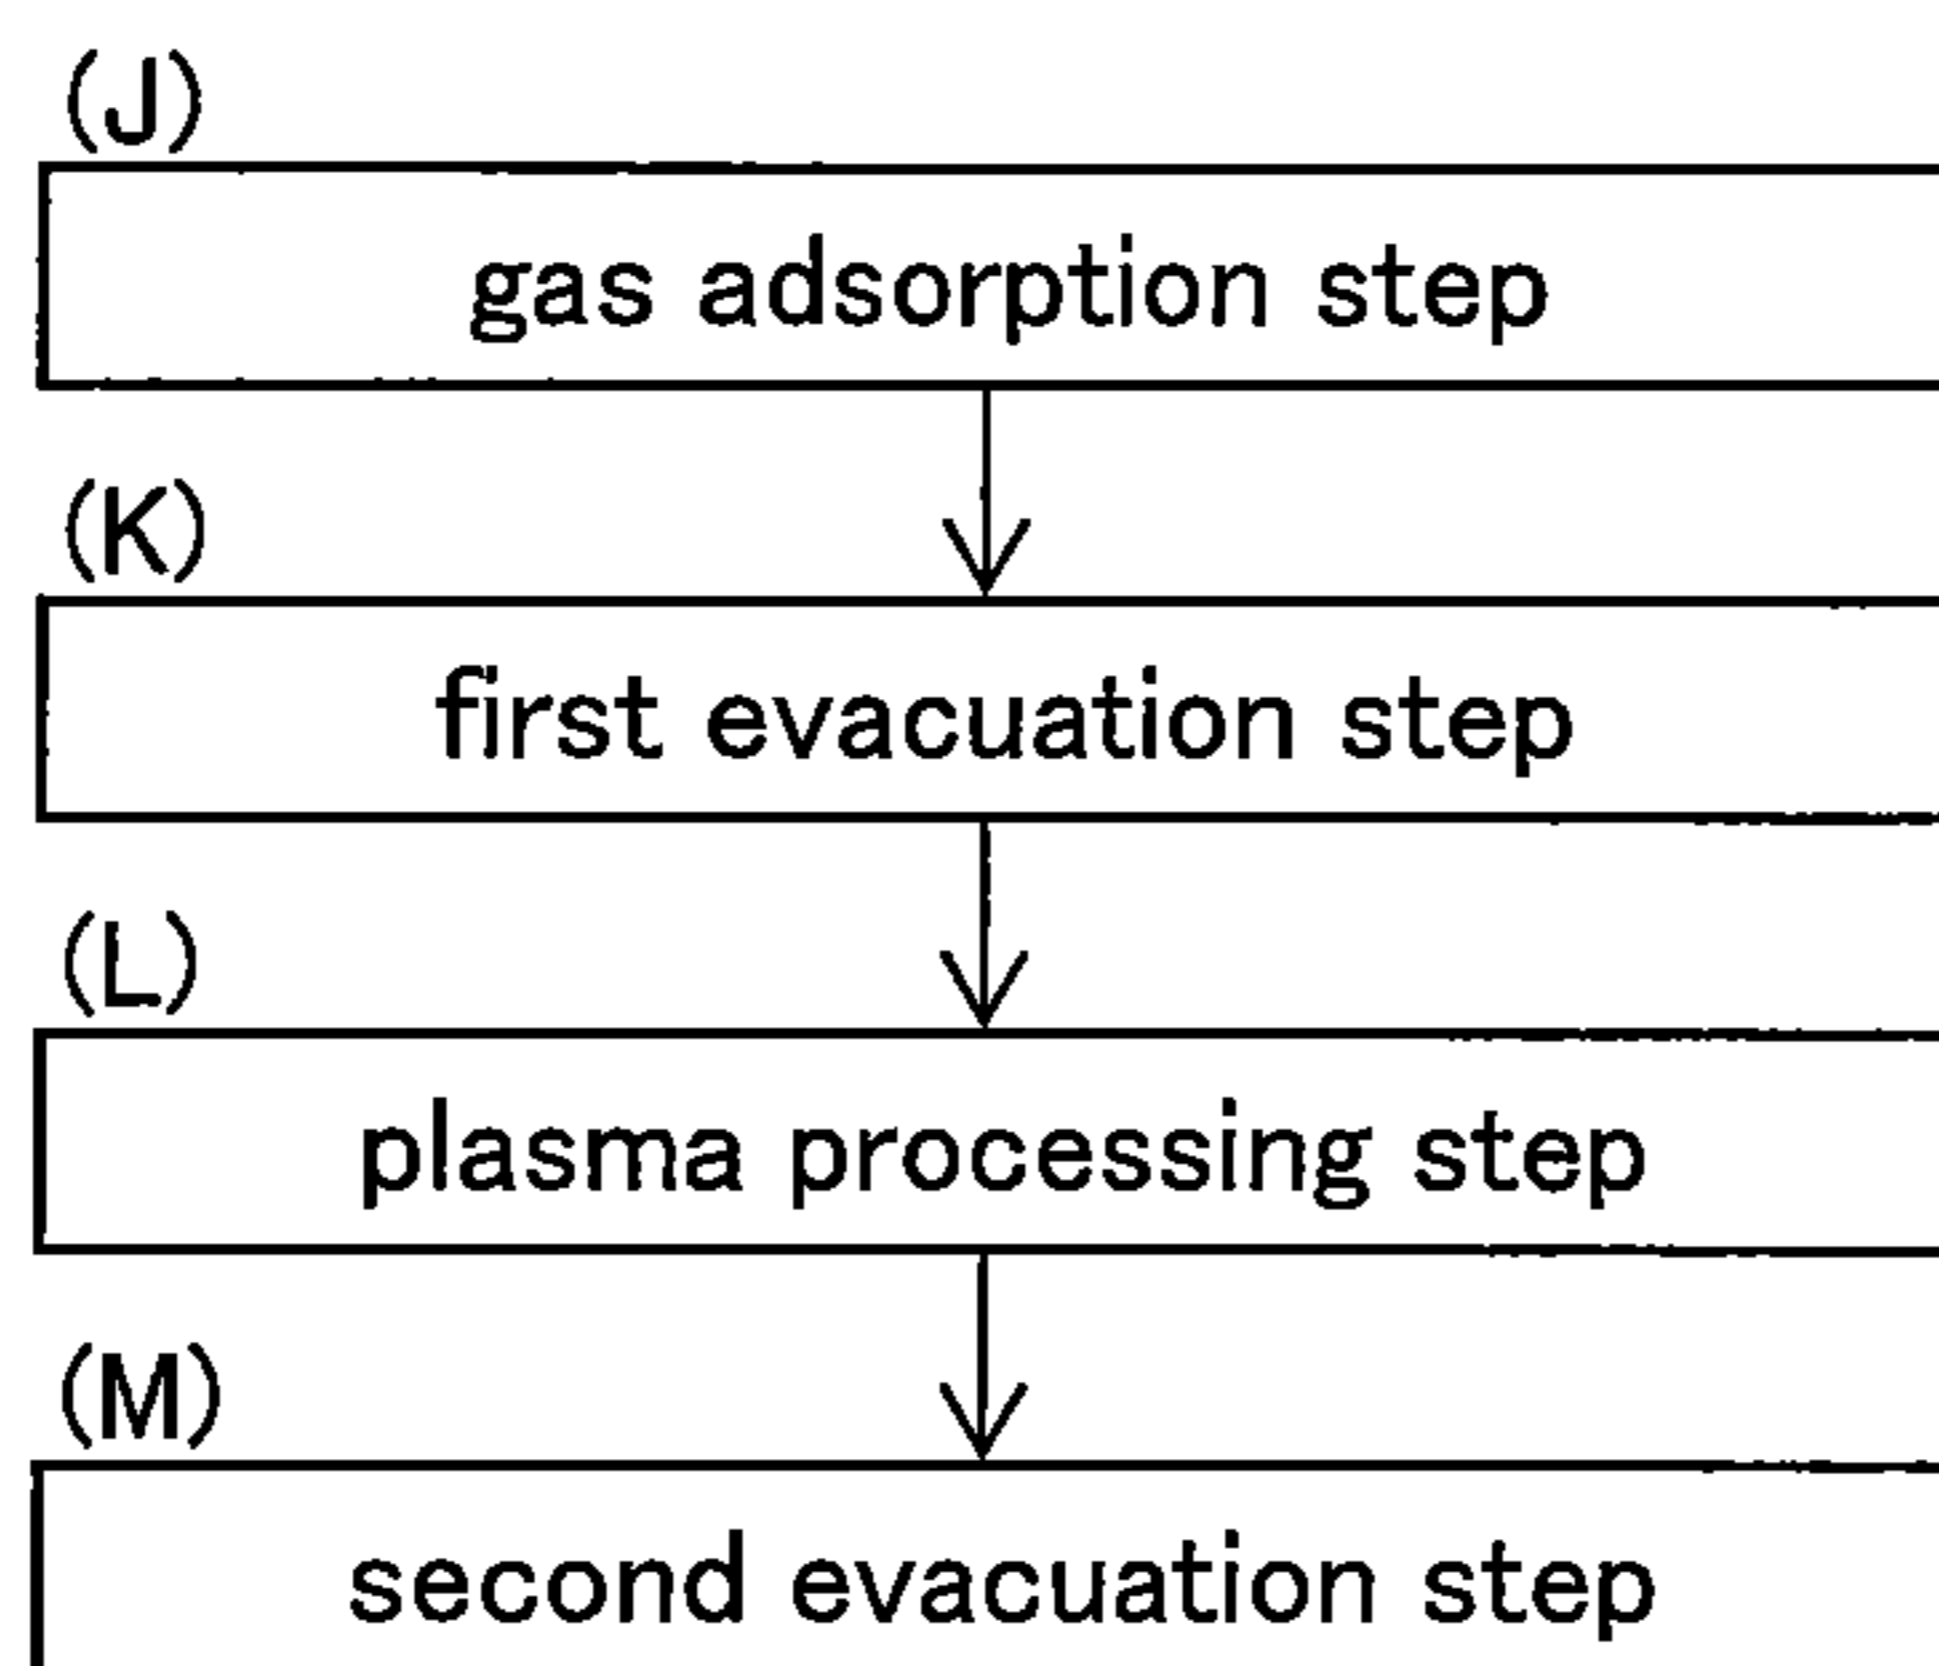 (J)
gas adsorption step
(K)
first evacuation step
(L)
plasma processing step
(M)
second evacuation step